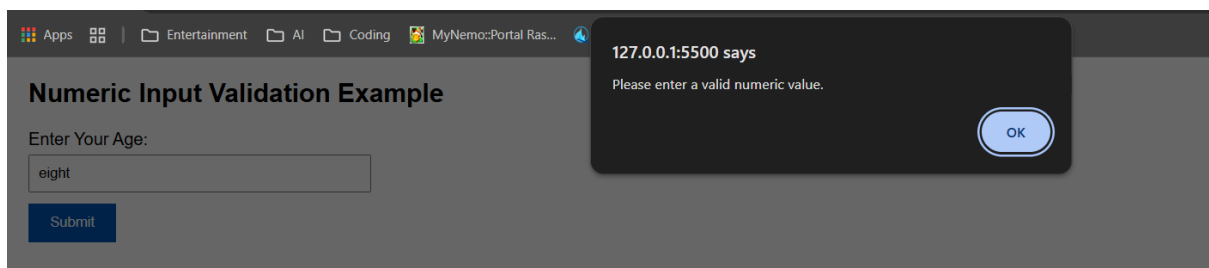 Apps Entertainment AI Coding MyNemo::Portal Ras...
127.0.0.1:5500 says
Please enter a valid numeric value.
OK
Numeric Input Validation Example
Enter Your Age:
eight
Submit